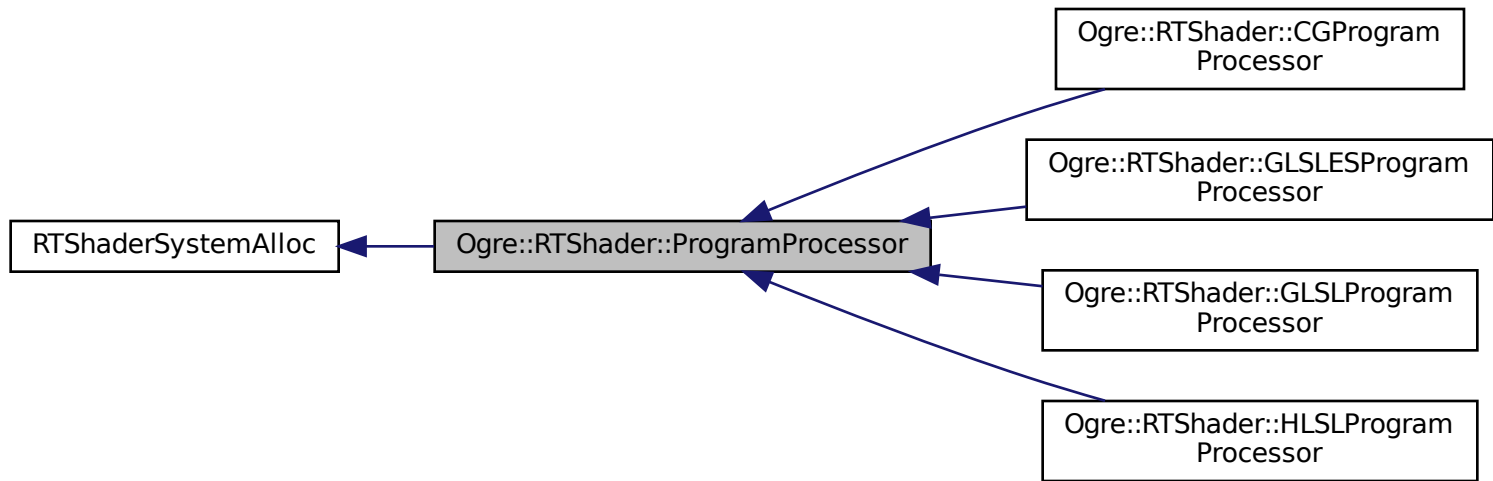 Ogre::RTShader::CGProgram
Processor
Ogre::RTShader::GLSLESProgram
Processor
RTShaderSystemAlloc
Ogre::RTShader::ProgramProcessor
Ogre::RTShader::GLSLProgram
Processor
Ogre::RTShader::HLSLProgram
Processor